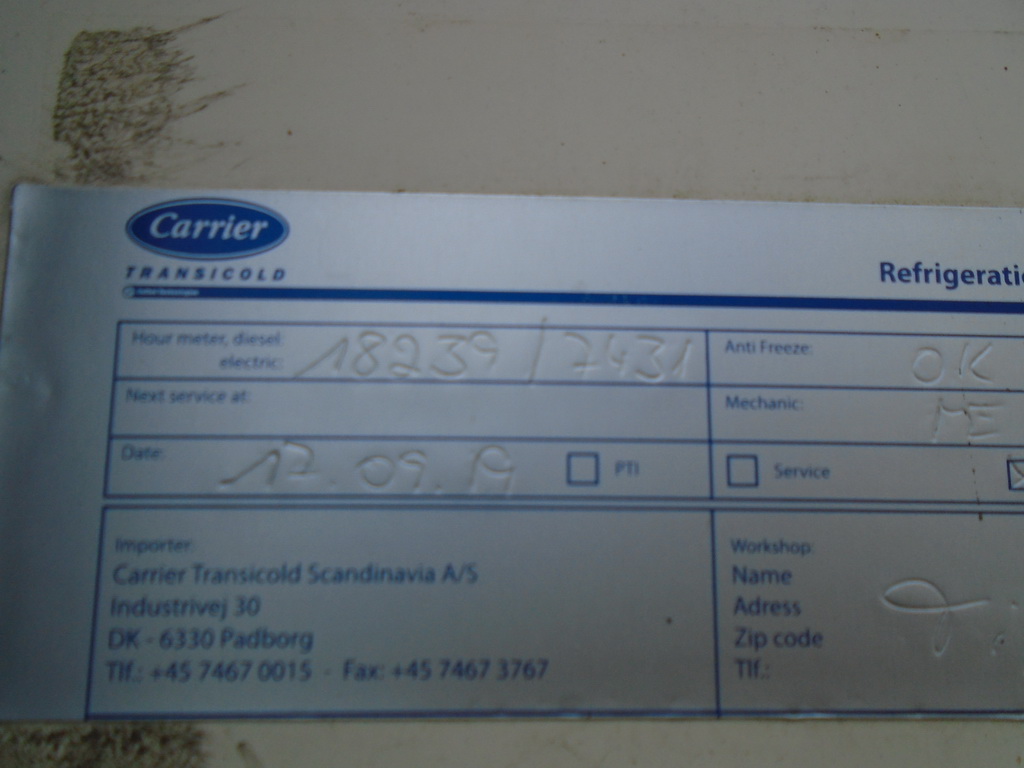 Carrier
TRANSICOLD
Refrigerati
Hour meter, diesel:
electric: 18239 / 7431
Anti Freeze: OK
Next service at:
Mechanic: ME
Date: 17.09.19
PTI
Service
Importer:
Carrier Transicold Scandinavia A/S
Industrivej 30
DK - 6330 Padborg
Tlf.: +45 7467 0015 · Fax: +45 7467 3767
Workshop:
Name
Adress
Zip code
Tlf.: